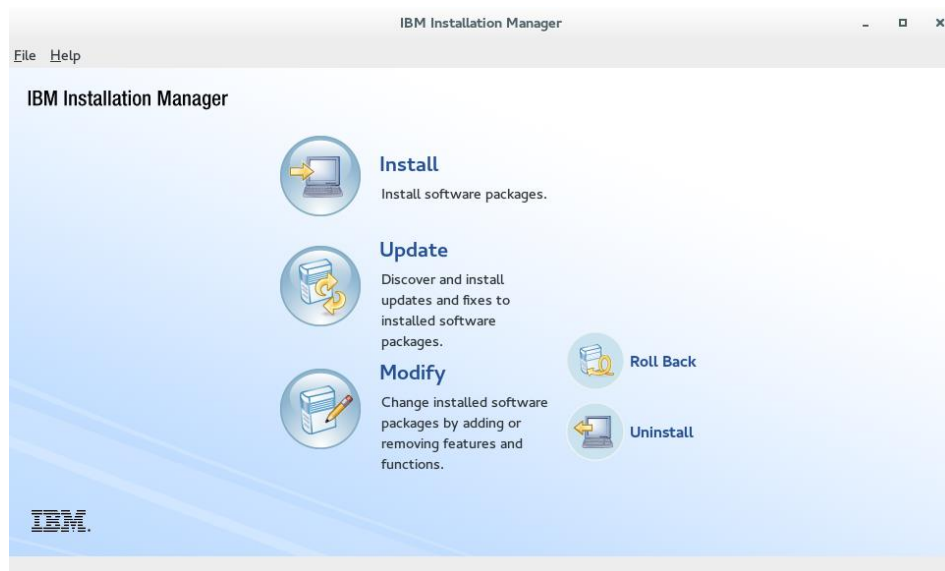 IBM Installation Manager
File Help
IBM Installation Manager
Install
Install software packages.
Update
Discover and install
updates and fixes to
installed software
packages.
Modify
Change installed software
packages by adding or
removing features and
functions.
Roll Back
Uninstall
IBM.